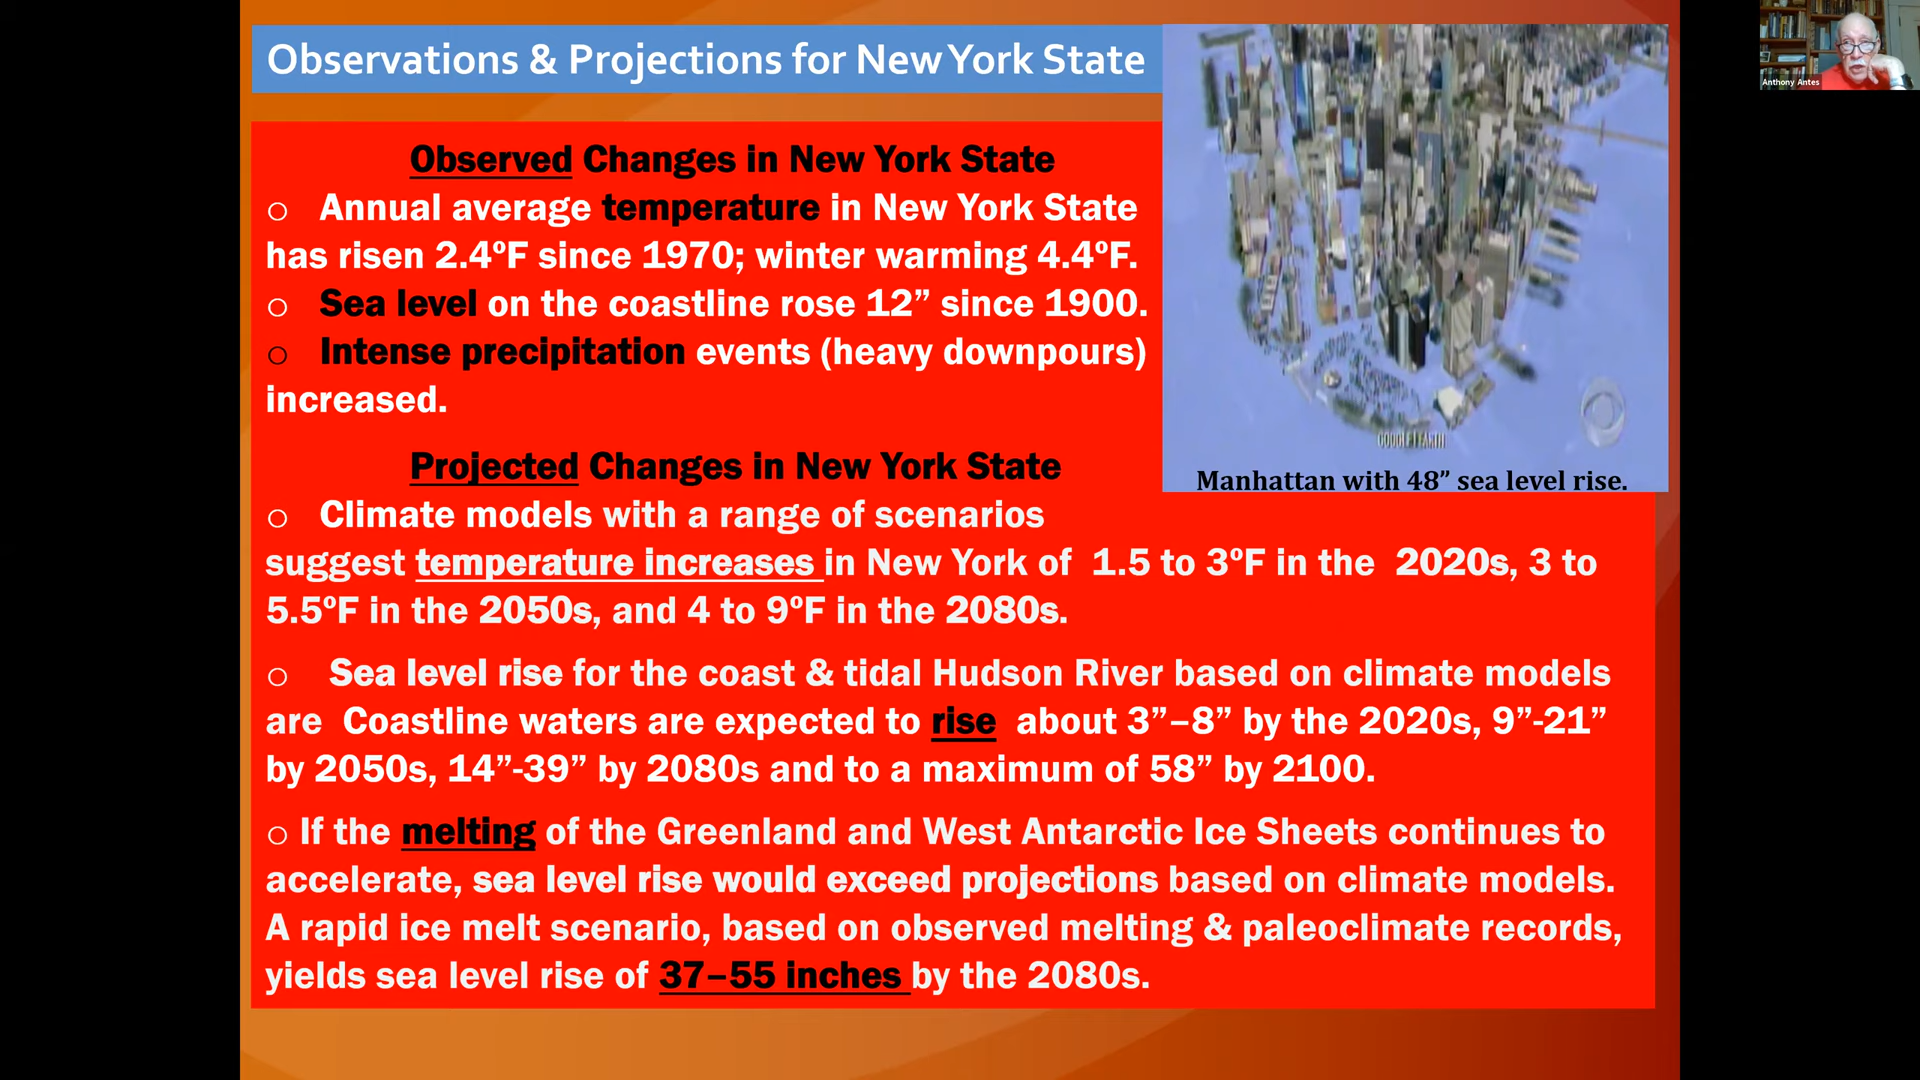 Observations & Projections for New York State
Anthony Antes
Observed Changes in New York State
o Annual average temperature in New York State
has risen 2.4ºF since 1970; winter warming 4.4ºF.
o Sea level on the coastline rose 12” since 1900.
o Intense precipitation events (heavy downpours)
increased.
GOOGLE EARTH
Manhattan with 48” sea level rise.
Projected Changes in New York State
o Climate models with a range of scenarios
suggest temperature increases in New York of 1.5 to 3ºF in the 2020s, 3 to
5.5ºF in the 2050s, and 4 to 9ºF in the 2080s.
o Sea level rise for the coast & tidal Hudson River based on climate models
are Coastline waters are expected to rise about 3”–8” by the 2020s, 9”-21”
by 2050s, 14”-39” by 2080s and to a maximum of 58” by 2100.
o If the melting of the Greenland and West Antarctic Ice Sheets continues to
accelerate, sea level rise would exceed projections based on climate models.
A rapid ice melt scenario, based on observed melting & paleoclimate records,
yields sea level rise of 37–55 inches by the 2080s.